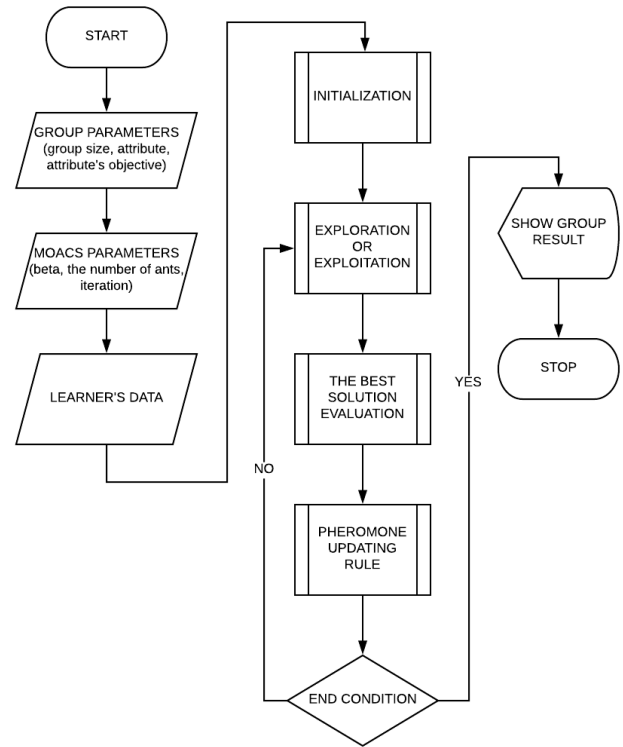 START
GROUP PARAMETERS
(group size, attribute,
attribute's objective)
MOACS PARAMETERS
(beta, the number of ants,
iteration)
LEARNER'S DATA
INITIALIZATION
EXPLORATION
OR
EXPLOITATION
THE BEST
SOLUTION
EVALUATION
PHEROMONE
UPDATING
RULE
END CONDITION
NO
YES
SHOW GROUP
RESULT
STOP